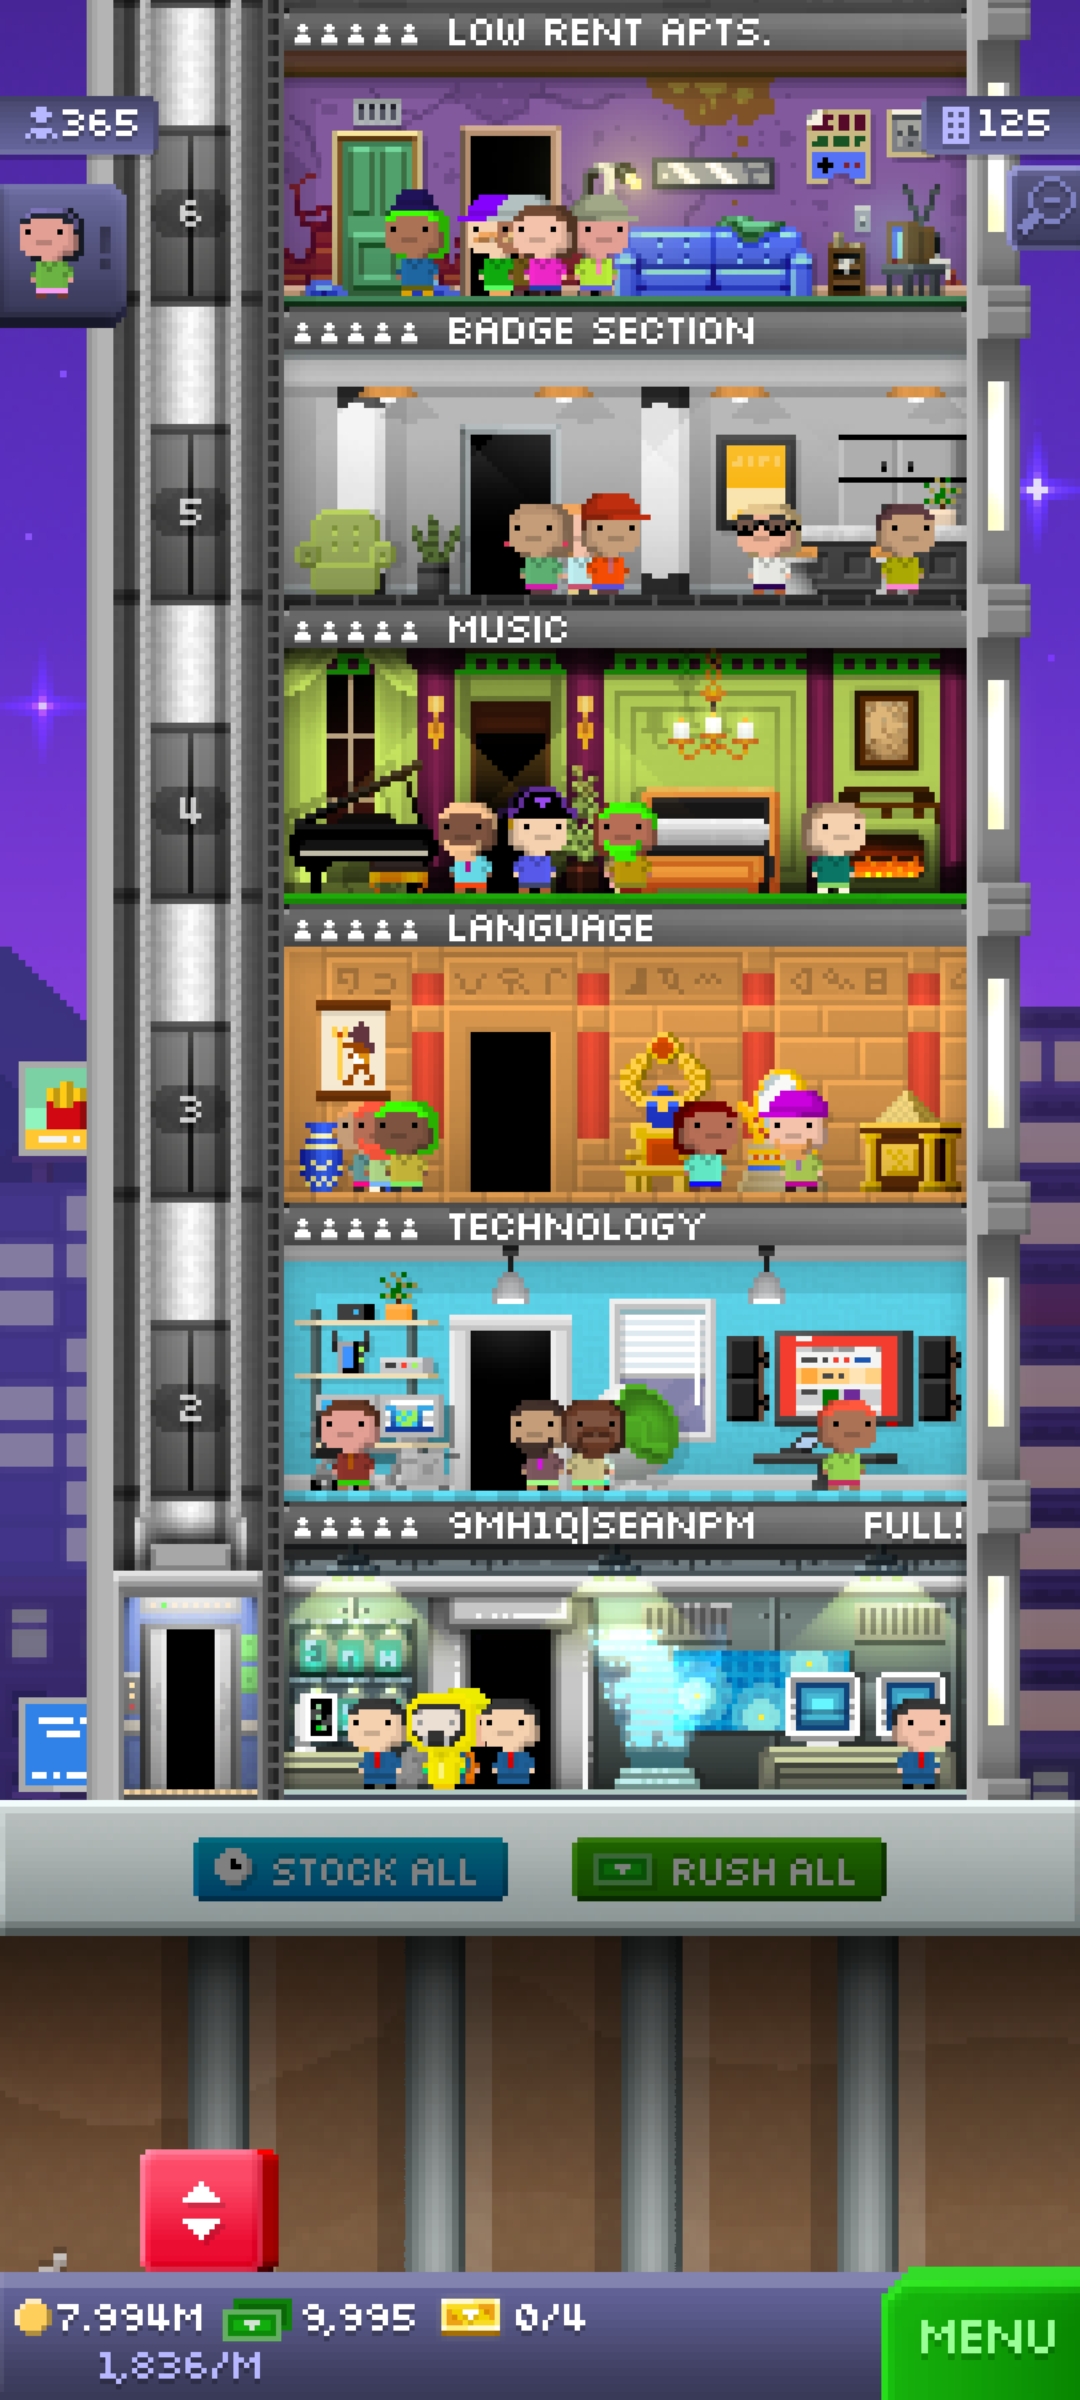 LOW RENT APTS.
365
125
6
BADGE SECTION
5
MUSIC
4
LANGUAGE
3
TECHNOLOGY
2
9MH1Q|SEANPM FULL!
STOCK ALL
RUSH ALL
7.994M 9,995 0/4
1,836/M
MENU